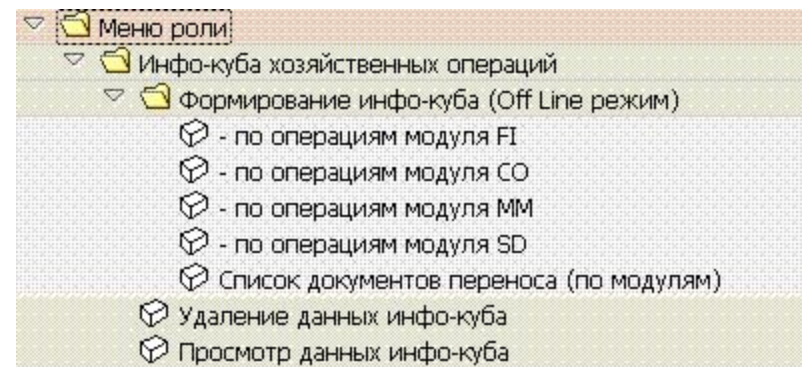 Меню роли
Инфо-куба хозяйственных операций
Формирование инфо-куба (Off Line режим)
- по операциям модуля FI
- по операциям модуля CO
- по операциям модуля MM
- по операциям модуля SD
Список документов переноса (по модулям)
Удаление данных инфо-куба
Просмотр данных инфо-куба